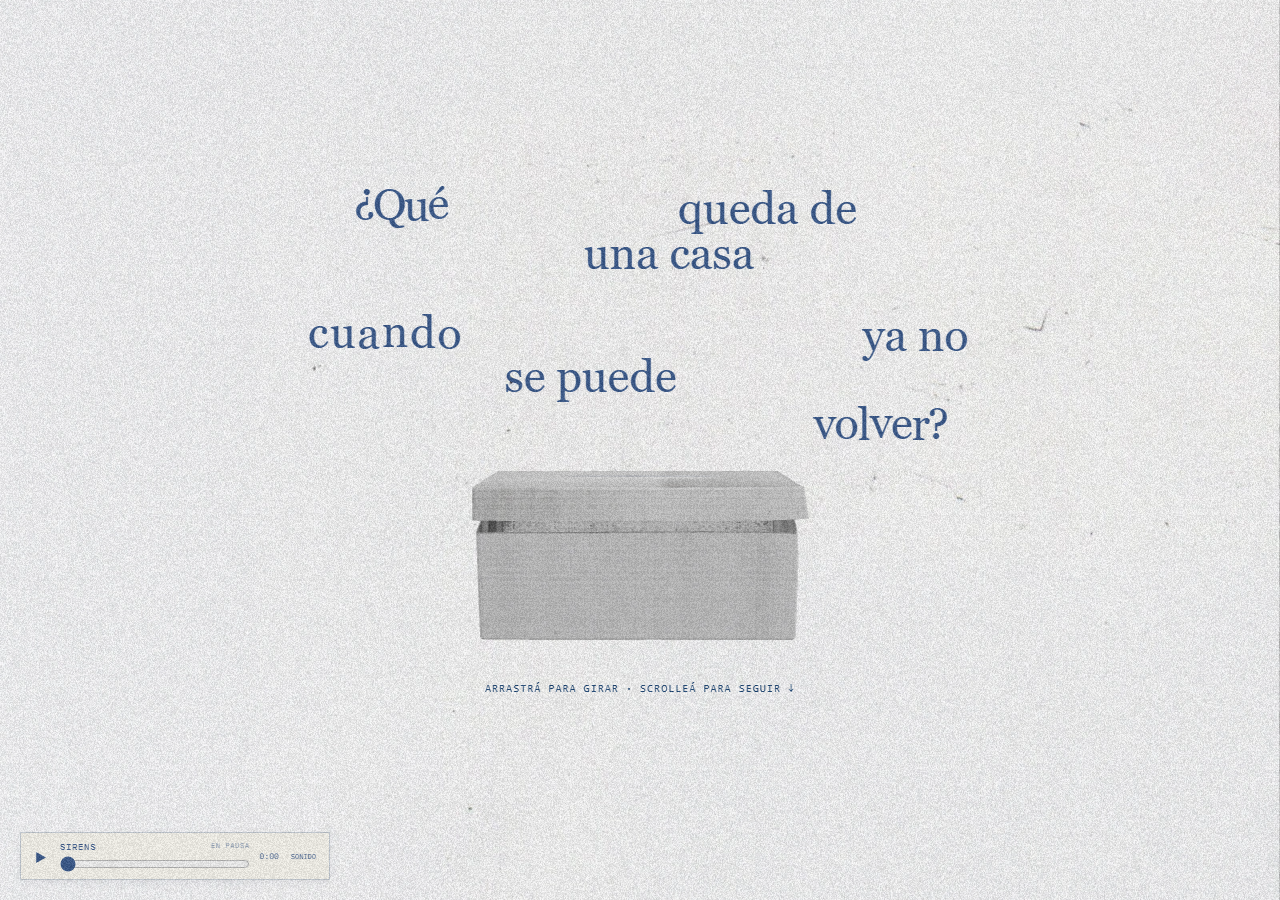 ¿Qué queda de
una casa
cuando ya no
se puede
volver?
ARRASTRÁ PARA GIRAR · SCROLLEÁ PARA SEGUIR ↓
SIRENS EN PAUSA
0:00 SONIDO